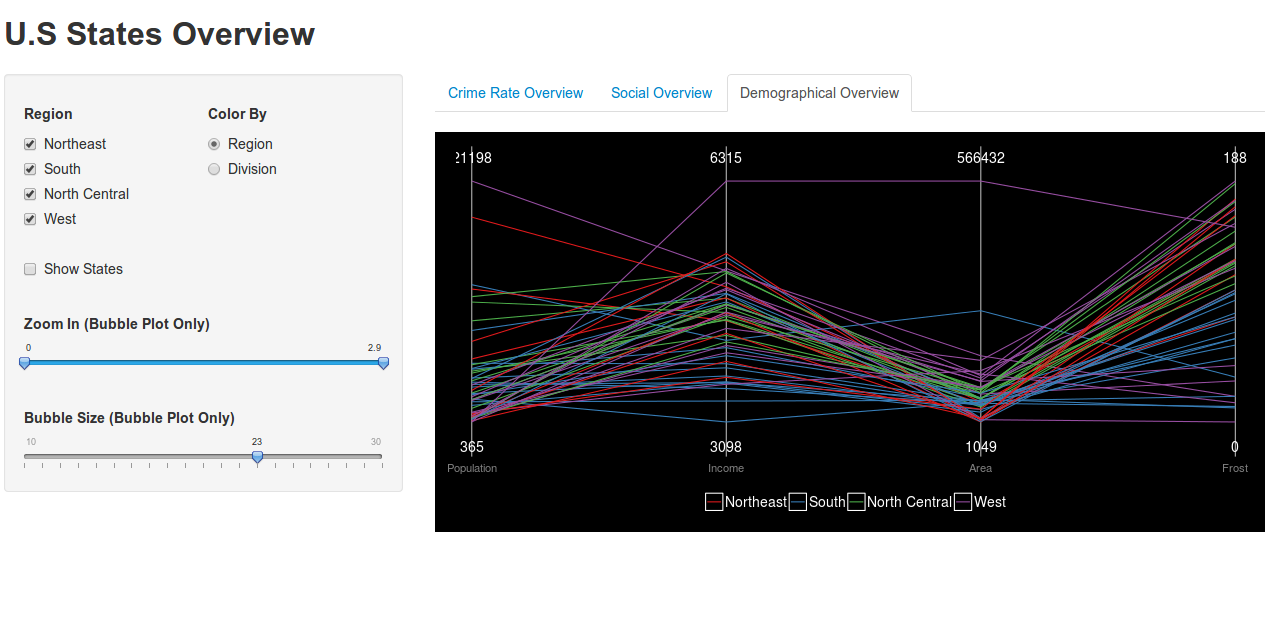 U.S States Overview
Region
Color By
Northeast
South
North Central
West
Region
Division
Show States
Zoom In (Bubble Plot Only)
0 2.9
Bubble Size (Bubble Plot Only)
10 23 30
Crime Rate Overview Social Overview Demographical Overview
21198 6315 566432 188
365 3098 1049 0
Population Income Area Frost
Northeast South North Central West